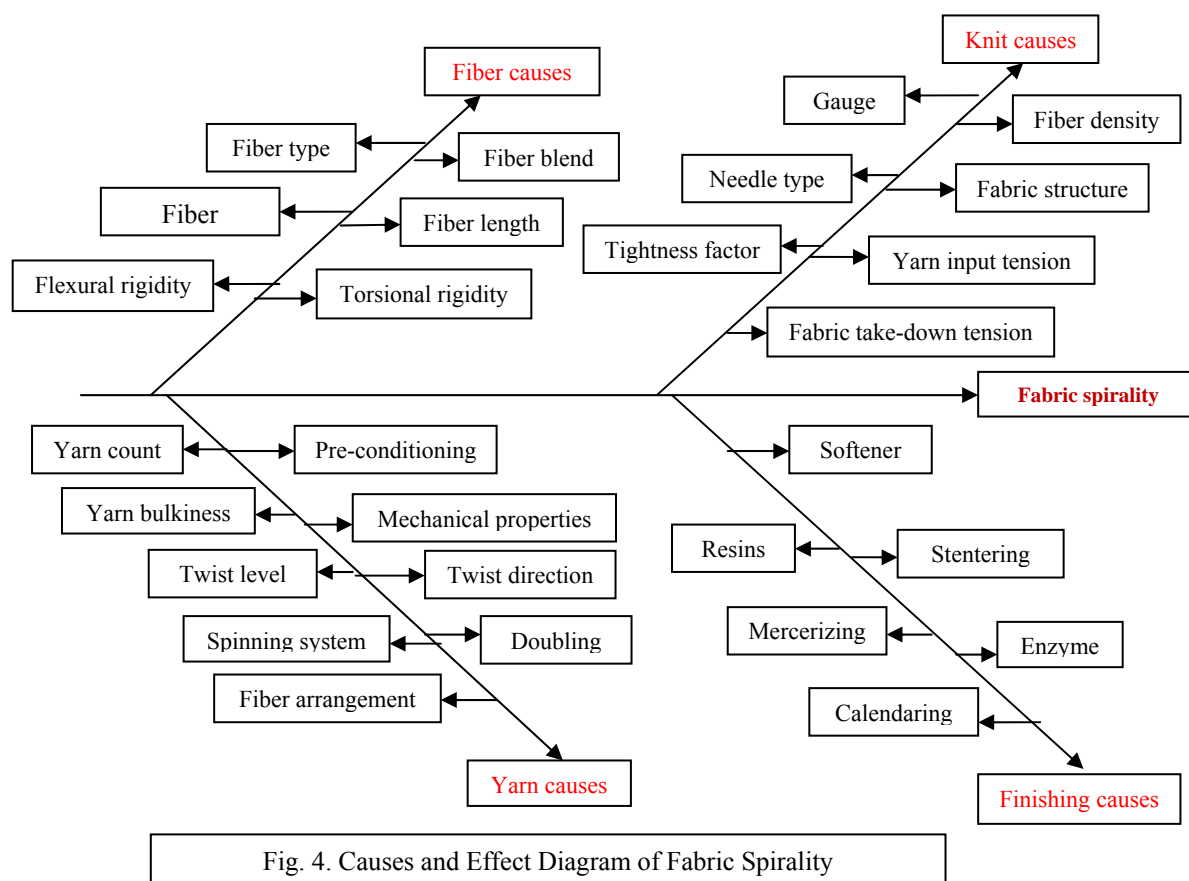 Knit causes
Fiber causes
Gauge
Fiber density
Fiber type
Fiber blend
Needle type
Fabric structure
Fiber
Fiber length
Tightness factor
Yarn input tension
Flexural rigidity
Torsional rigidity
Fabric take-down tension
Fabric spirality
Yarn count
Pre-conditioning
Softener
Yarn bulkiness
Mechanical properties
Resins
Stentering
Twist level
Twist direction
Spinning system
Doubling
Mercerizing
Enzyme
Fiber arrangement
Calendaring
Yarn causes
Finishing causes
Fig. 4. Causes and Effect Diagram of Fabric Spirality